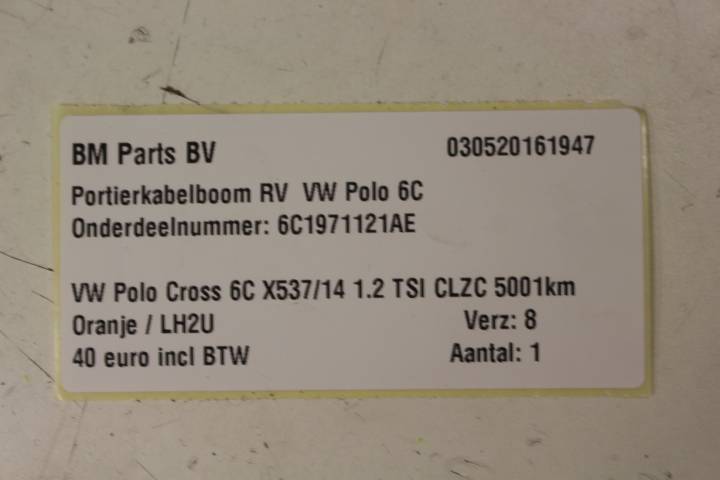 BM Parts BV 030520161947
Portierkabelboom RV VW Polo 6C
Onderdeelnummer: 6C1971121AE
VW Polo Cross 6C X537/14 1.2 TSI CLZC 5001km
Oranje / LH2U Verz: 8
40 euro incl BTW Aantal: 1